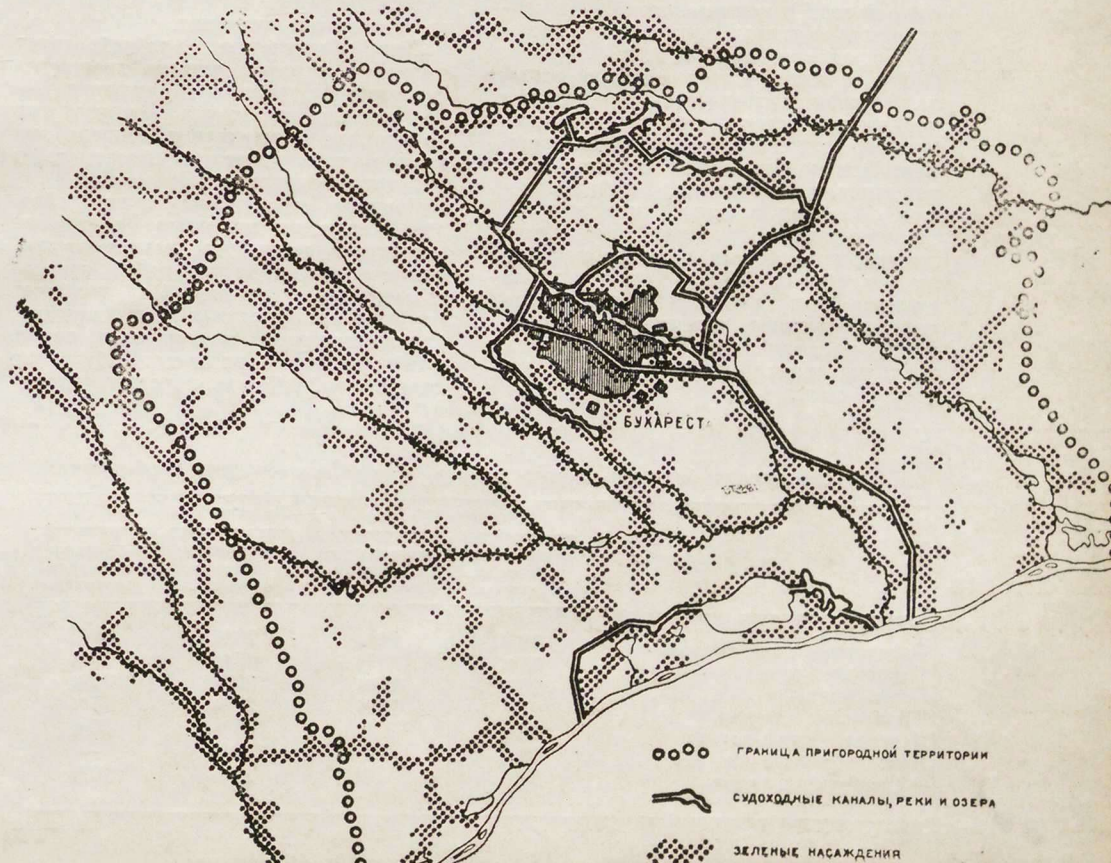 БУХАРЕСТ
ГРАНИЦА ПРИГОРОДНОЙ ТЕРРИТОРИИ
СУДОХОДНЫЕ КАНАЛЫ, РЕКИ И ОЗЕРА
ЗЕЛЕНЫЕ НАСАЖДЕНИЯ